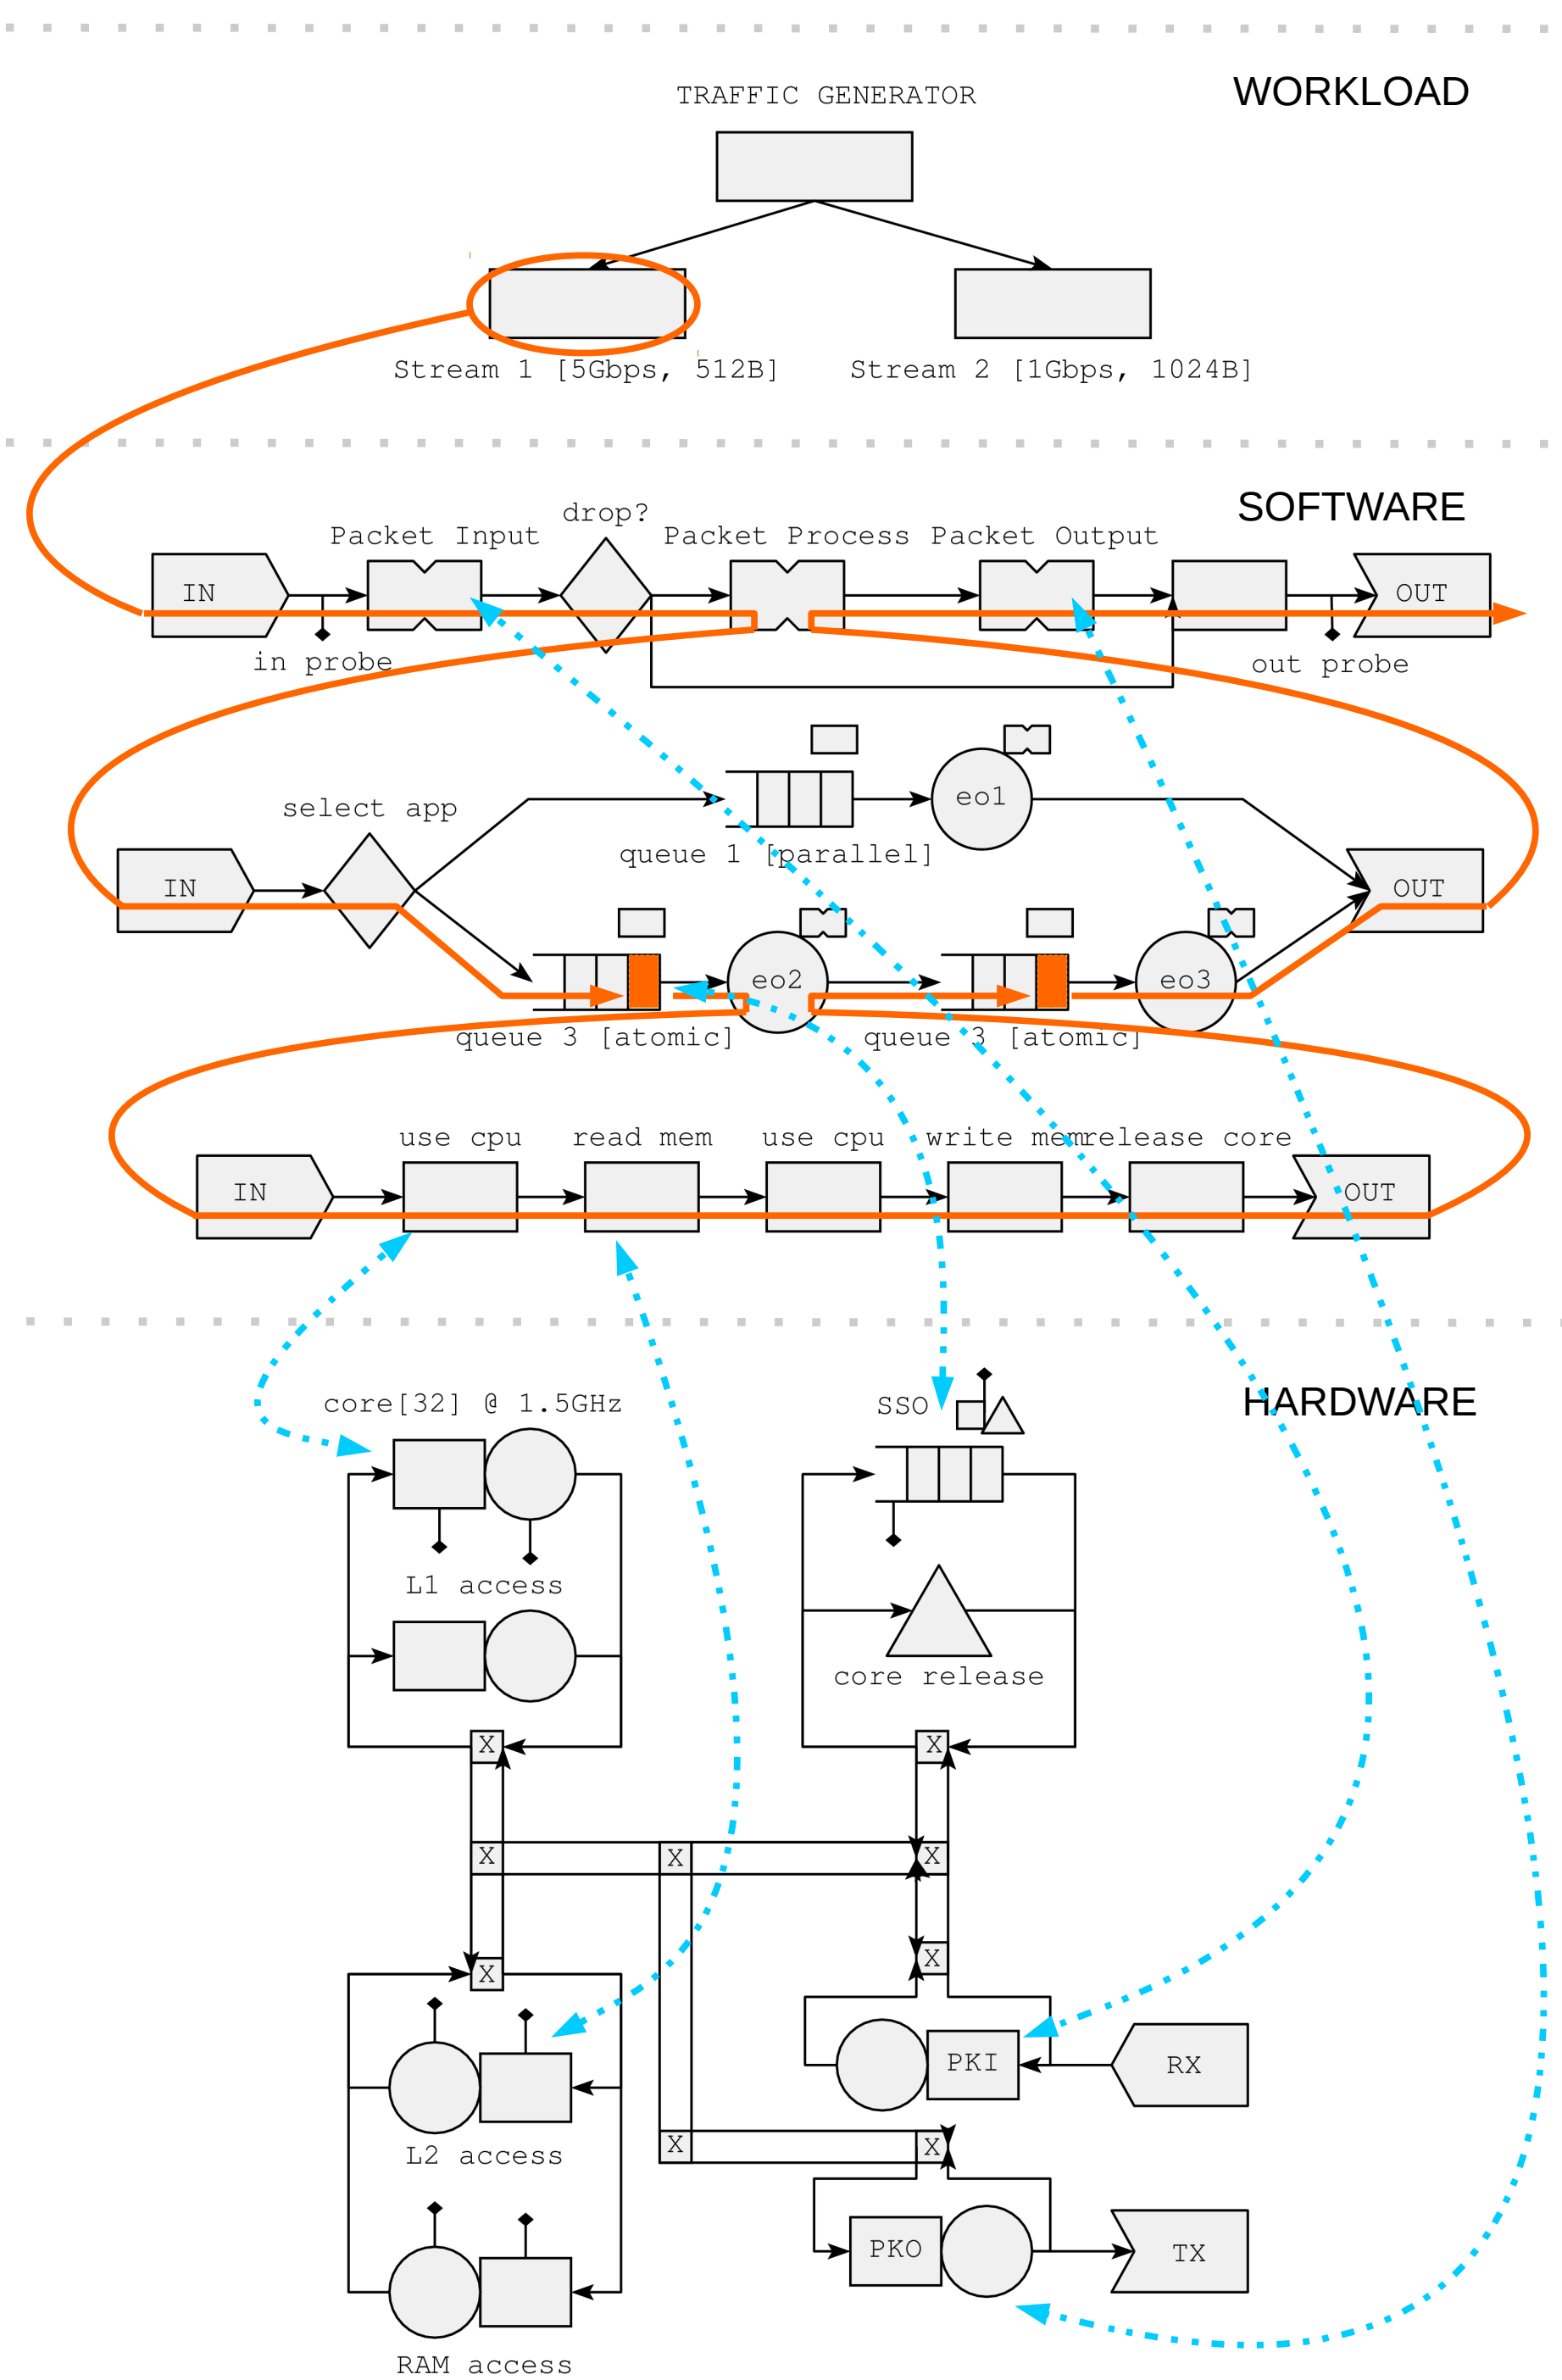 WORKLOAD
TRAFFIC GENERATOR
Stream 1 [5Gbps, 512B]
Stream 2 [1Gbps, 1024B]
SOFTWARE
drop?
Packet Input
Packet Process
Packet Output
IN
OUT
in probe
out probe
select app
eo1
queue 1 [parallel]
IN
OUT
eo2
eo3
queue 3 [atomic]
queue 3 [atomic]
use cpu
read mem
use cpu
write mem
release core
IN
OUT
HARDWARE
core[32] @ 1.5GHz
SSO
L1 access
core release
X
X
X
X
X
X
X
PKI
RX
X
X
L2 access
PKO
TX
RAM access